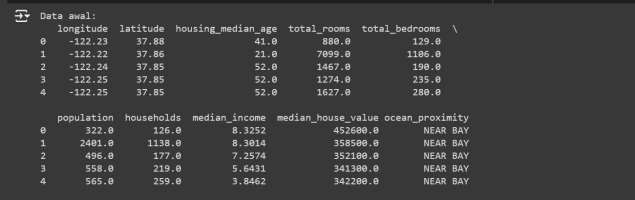 Data awal:
longitude latitude housing_median_age total_rooms total_bedrooms \
0 -122.23 37.88 41.0 880.0 129.0
1 -122.22 37.86 21.0 7099.0 1106.0
2 -122.24 37.85 52.0 1467.0 190.0
3 -122.25 37.85 52.0 1274.0 235.0
4 -122.25 37.85 52.0 1627.0 280.0
population households median_income median_house_value ocean_proximity
0 322.0 126.0 8.3252 452600.0 NEAR BAY
1 2401.0 1138.0 8.3014 358500.0 NEAR BAY
2 496.0 177.0 7.2574 352100.0 NEAR BAY
3 558.0 219.0 5.6431 341300.0 NEAR BAY
4 565.0 259.0 3.8462 342200.0 NEAR BAY